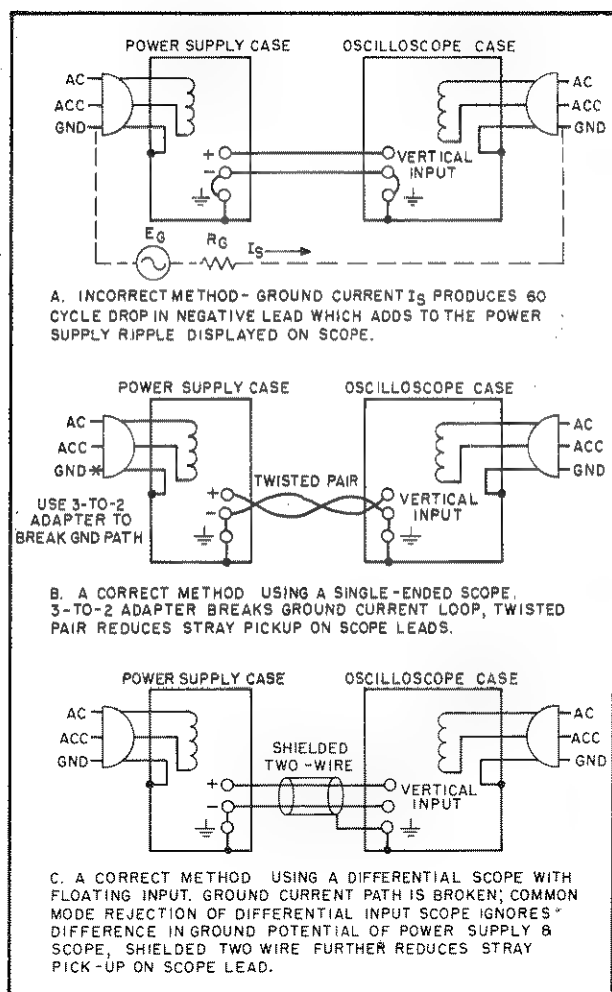 POWER SUPPLY CASE OSCILLOSCOPE CASE
AC AC
ACC ACC
GND GND
+ VERTICAL
- INPUT
EG RG IS
A. INCORRECT METHOD - GROUND CURRENT IS PRODUCES 60
CYCLE DROP IN NEGATIVE LEAD WHICH ADDS TO THE POWER
SUPPLY RIPPLE DISPLAYED ON SCOPE.
POWER SUPPLY CASE OSCILLOSCOPE CASE
AC AC
ACC ACC
GND* GND
TWISTED PAIR
USE 3-TO-2
ADAPTER TO
BREAK GND PATH
+ VERTICAL
- INPUT
B. A CORRECT METHOD USING A SINGLE-ENDED SCOPE.
3-TO-2 ADAPTER BREAKS GROUND CURRENT LOOP, TWISTED
PAIR REDUCES STRAY PICKUP ON SCOPE LEADS.
POWER SUPPLY CASE OSCILLOSCOPE CASE
AC AC
ACC ACC
GND GND
SHIELDED
TWO-WIRE
+ VERTICAL
- INPUT
C. A CORRECT METHOD USING A DIFFERENTIAL SCOPE WITH
FLOATING INPUT. GROUND CURRENT PATH IS BROKEN; COMMON
MODE REJECTION OF DIFFERENTIAL INPUT SCOPE IGNORES
DIFFERENCE IN GROUND POTENTIAL OF POWER SUPPLY &
SCOPE, SHIELDED TWO WIRE FURTHER REDUCES STRAY
PICK-UP ON SCOPE LEAD.